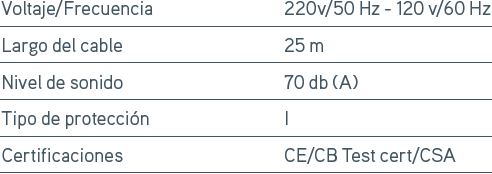 Voltaje/Frecuencia 220v/50 Hz - 120 v/60 Hz
Largo del cable 25 m
Nivel de sonido 70 db (A)
Tipo de protección I
Certificaciones CE/CB Test cert/CSA